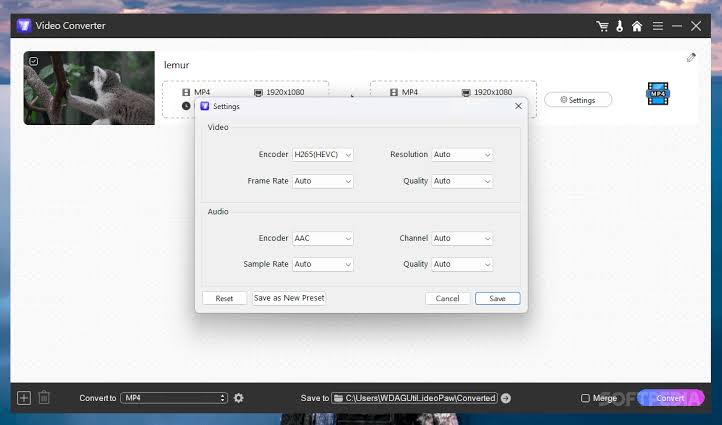 Video Converter
lemur
MP4 1920x1080
MP4 1920x1080
Settings
MP4
Settings
Video
Encoder H265(HEVC) Resolution Auto
Frame Rate Auto Quality Auto
Audio
Encoder AAC Channel Auto
Sample Rate Auto Quality Auto
Reset Save as New Preset Cancel Save
Convert to MP4 Save to C:\Users\WDAGUtil..ideoPaw\Converted Merge Convert
SOFTPEDIA